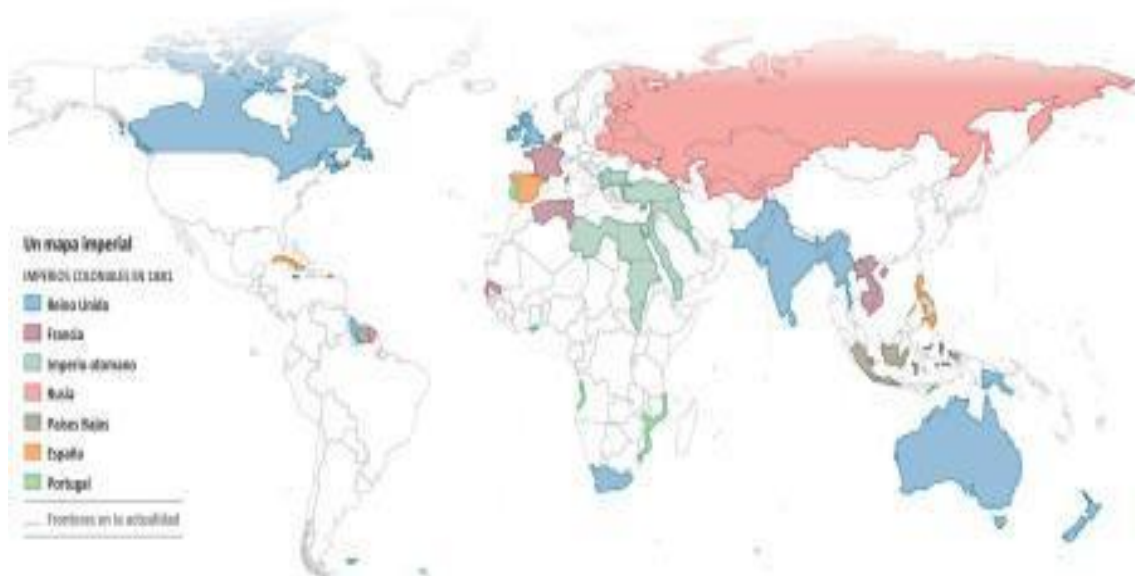 Un mapa imperial
IMPERIOS COLONIALES EN 1881
Reino Unido
Francia
Imperio otomano
Rusia
Países Bajos
España
Portugal
Fronteras en la actualidad